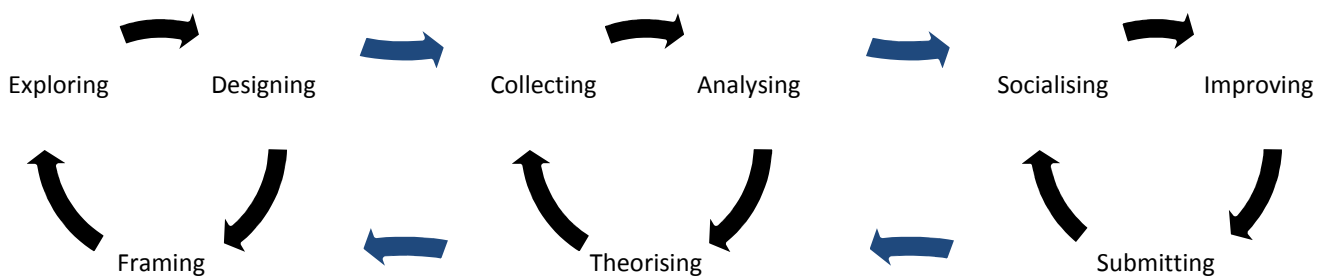 Exploring Designing Collecting Analysing Socialising Improving
Framing Theorising Submitting